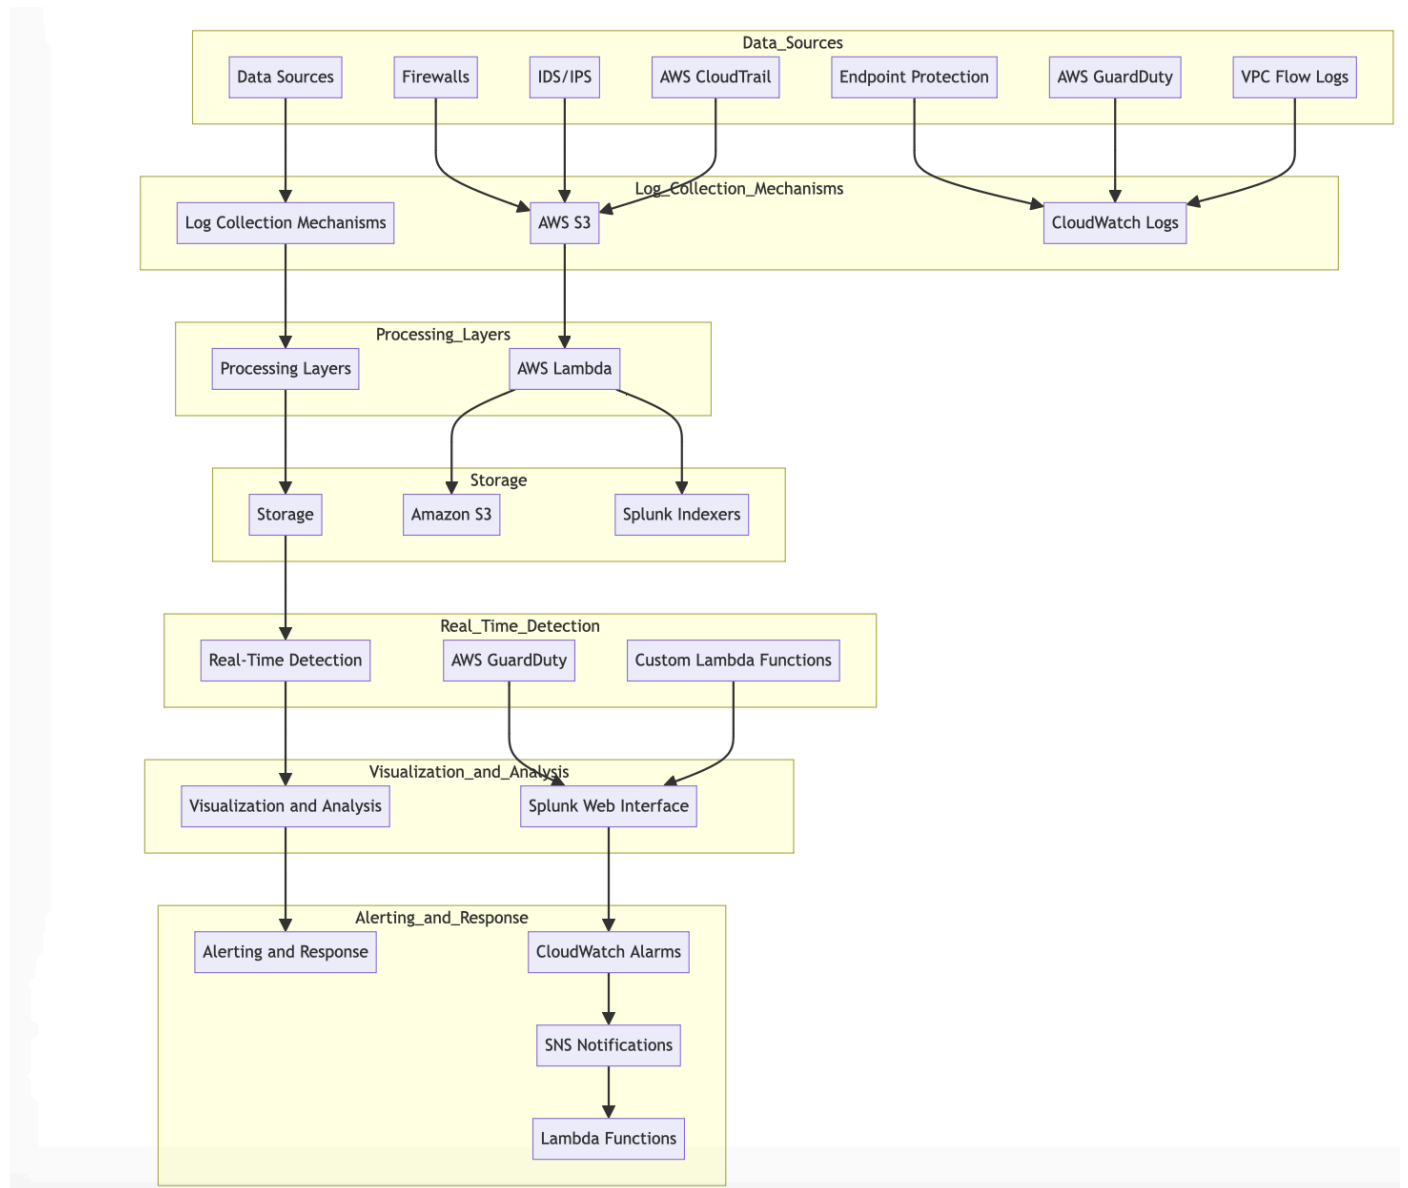 Data_Sources
Data Sources
Firewalls
IDS/IPS
AWS CloudTrail
Endpoint Protection
AWS GuardDuty
VPC Flow Logs
Log_Collection_Mechanisms
Log Collection Mechanisms
AWS S3
CloudWatch Logs
Processing_Layers
Processing Layers
AWS Lambda
Storage
Storage
Amazon S3
Splunk Indexers
Real_Time_Detection
Real-Time Detection
AWS GuardDuty
Custom Lambda Functions
Visualization_and_Analysis
Visualization and Analysis
Splunk Web Interface
Alerting_and_Response
Alerting and Response
CloudWatch Alarms
SNS Notifications
Lambda Functions